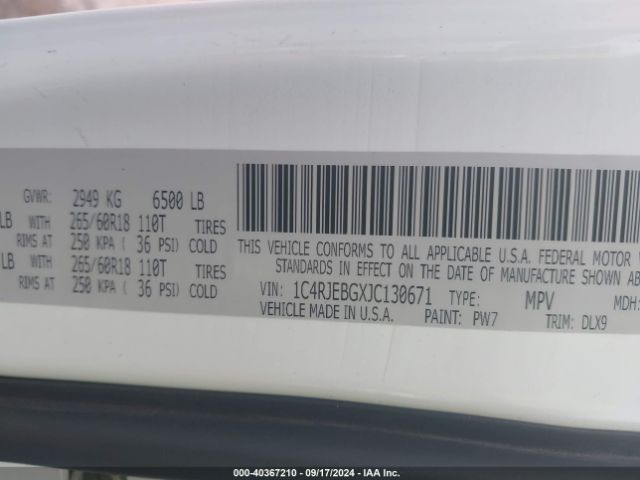 GVWR: 2949 KG 6500 LB
LB WITH 265/60R18 110T TIRES
RIMS AT 250 KPA ( 36 PSI) COLD
LB WITH 265/60R18 110T TIRES
RIMS AT 250 KPA ( 36 PSI) COLD
THIS VEHICLE CONFORMS TO ALL APPLICABLE U.S.A. FEDERAL MOTOR
STANDARDS IN EFFECT ON THE DATE OF MANUFACTURE SHOWN
VIN: 1C4RJEBGXJC130671 TYPE: MPV MDH:
VEHICLE MADE IN U.S.A. PAINT: PW7 TRIM: DLX9
000-40367210 - 09/17/2024 - IAA, Inc.